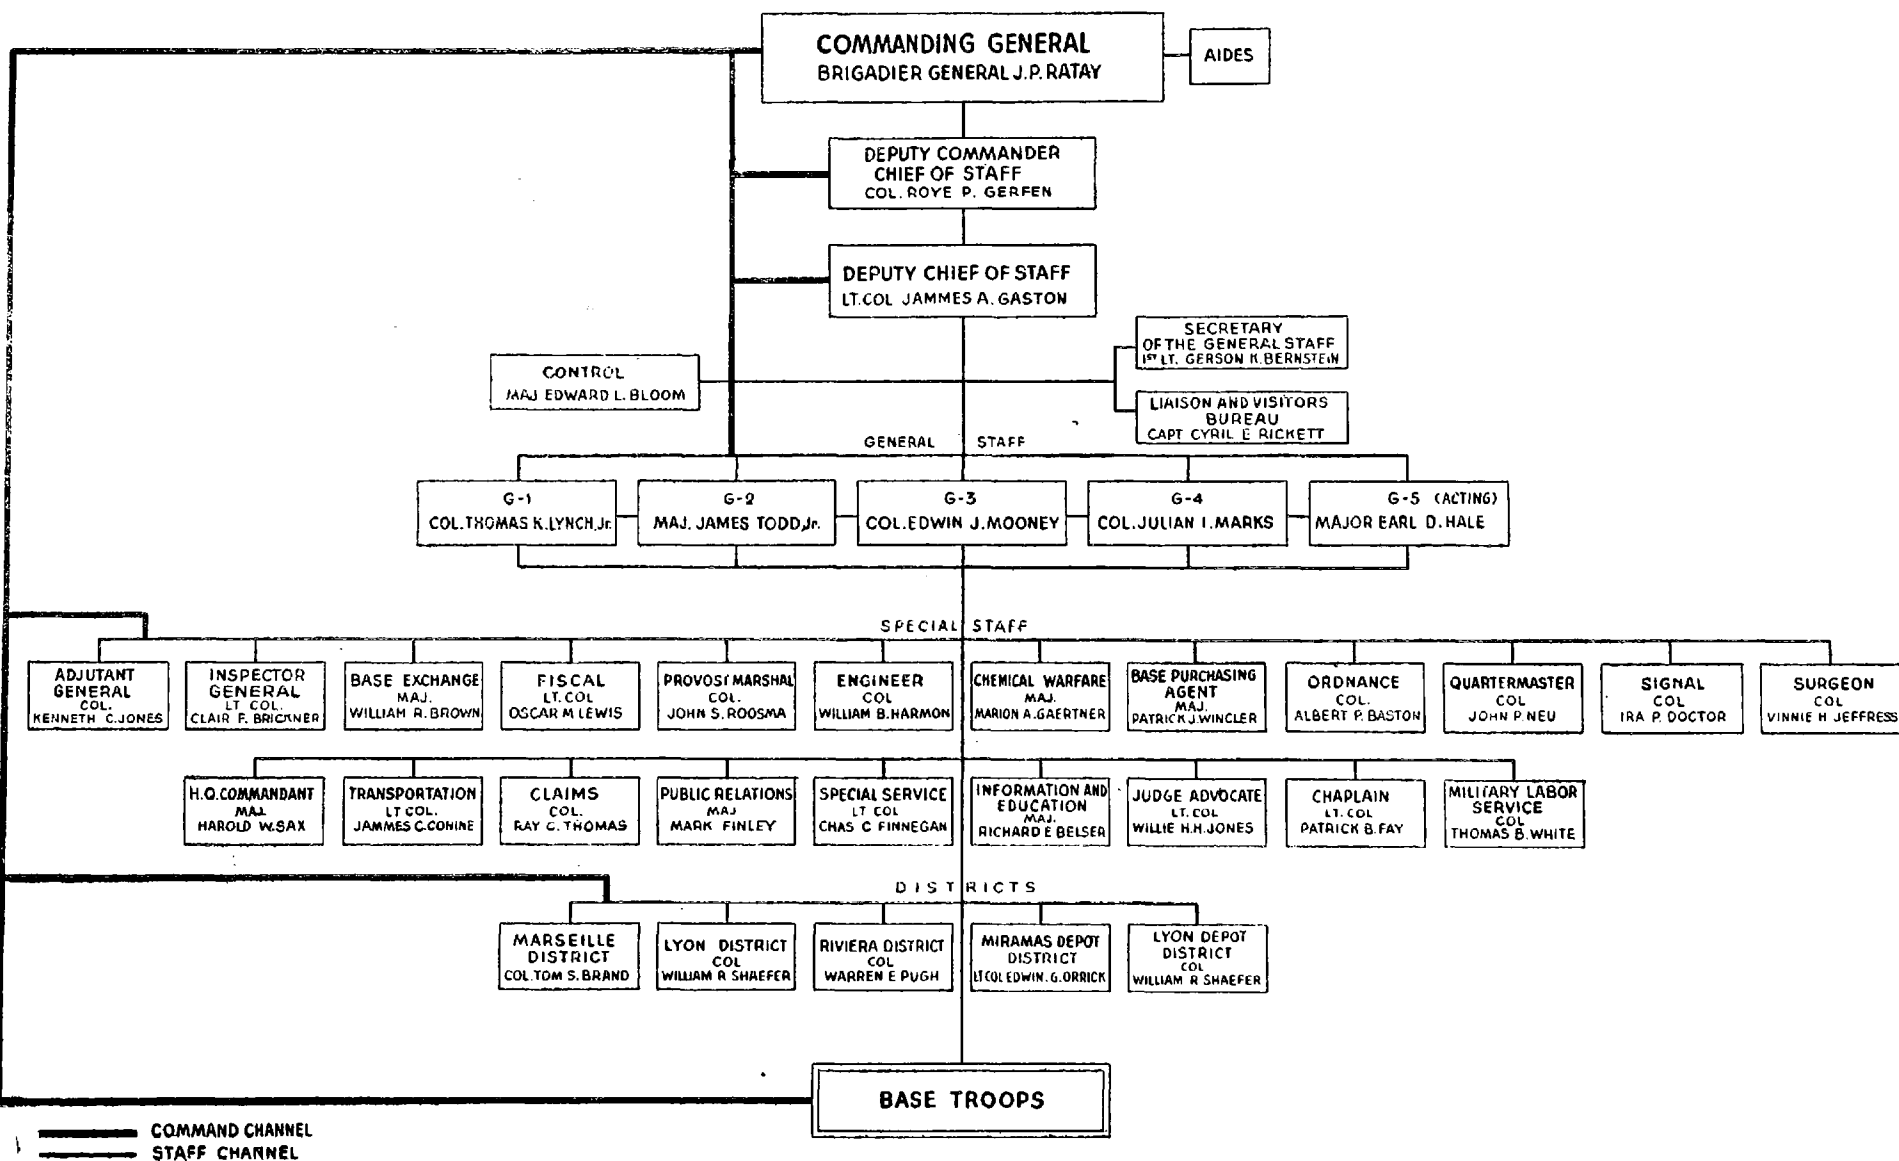 COMMANDING GENERAL
BRIGADIER GENERAL J.P. RATAY
AIDES
DEPUTY COMMANDER
CHIEF OF STAFF
COL. ROYE P. GERFEN
DEPUTY CHIEF OF STAFF
LT. COL JAMMES A. GASTON
CONTROL
MAJ EDWARD L. BLOOM
SECRETARY
OF THE GENERAL STAFF
1ST LT. GERSON H. BERNSTEIN
LIAISON AND VISITORS
BUREAU
CAPT CYRIL E RICKETT
GENERAL STAFF
G-1
COL. THOMAS K. LYNCH, Jr.
G-2
MAJ. JAMES TODD, Jr.
G-3
COL. EDWIN J. MOONEY
G-4
COL. JULIAN I. MARKS
G-5 (ACTING)
MAJOR EARL D. HALE
SPECIAL STAFF
ADJUTANT
GENERAL
COL.
KENNETH C. JONES
INSPECTOR
GENERAL
LT COL.
CLAIR F. BRICKNER
BASE EXCHANGE
MAJ.
WILLIAM R. BROWN
FISCAL
LT. COL
OSCAR M LEWIS
PROVOST MARSHAL
COL.
JOHN S. ROOSMA
ENGINEER
COL
WILLIAM B. HARMON
CHEMICAL WARFARE
MAJ.
MARION A. GAERTNER
BASE PURCHASING
AGENT
MAJ.
PATRICK J. WINCLER
ORDNANCE
COL.
ALBERT P. BASTON
QUARTERMASTER
COL
JOHN P. NEU
SIGNAL
COL
IRA P. DOCTOR
SURGEON
COL
VINNIE H JEFFRESS
H.Q. COMMANDANT
MAJ.
HAROLD W. SAX
TRANSPORTATION
LT COL.
JAMMES C. CONINE
CLAIMS
COL.
RAY C. THOMAS
PUBLIC RELATIONS
MAJ
MARK FINLEY
SPECIAL SERVICE
LT COL
CHAS C FINNEGAN
INFORMATION AND
EDUCATION
MAJ.
RICHARD E BELSER
JUDGE ADVOCATE
LT. COL
WILLIE H.H. JONES
CHAPLAIN
LT. COL
PATRICK B. FAY
MILITARY LABOR
SERVICE
COL
THOMAS B. WHITE
DISTRICTS
MARSEILLE
DISTRICT
COL. TOM S. BRAND
LYON DISTRICT
COL
WILLIAM R SHAEFER
RIVIERA DISTRICT
COL
WARREN E PUGH
MIRAMAS DEPOT
DISTRICT
LT COL EDWIN. G. ORRICK
LYON DEPOT
DISTRICT
COL
WILLIAM R SHAEFER
BASE TROOPS
COMMAND CHANNEL
STAFF CHANNEL